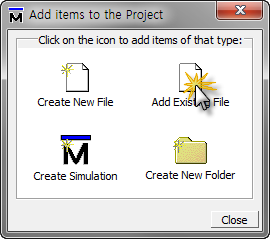 Add items to the Project
Click on the icon to add items of that type:
Create New File
Add Existing File
Create Simulation
Create New Folder
Close